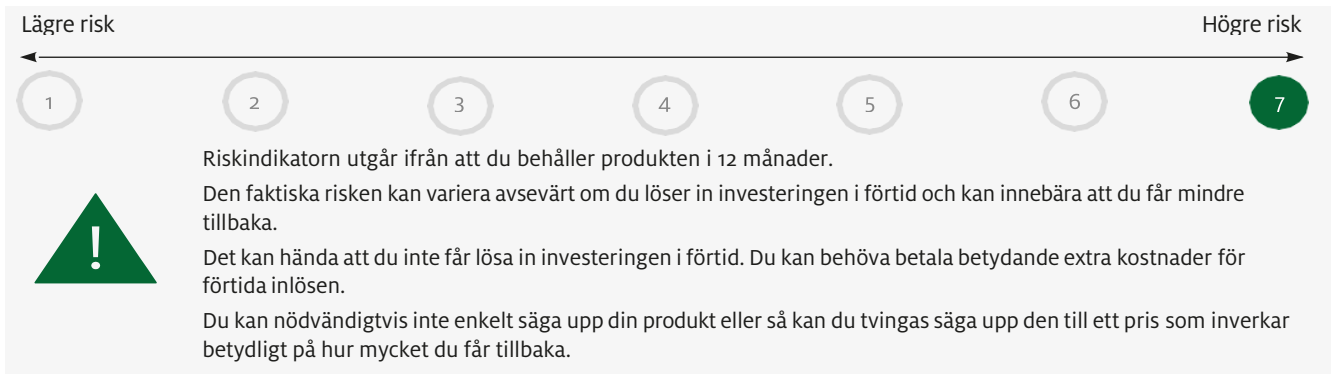 Lägre risk Högre risk
1 2 3 4 5 6 7
Riskindikatorn utgår ifrån att du behåller produkten i 12 månader.
Den faktiska risken kan variera avsevärt om du löser in investeringen i förtid och kan innebära att du får mindre
tillbaka.
!
Det kan hända att du inte får lösa in investeringen i förtid. Du kan behöva betala betydande extra kostnader för
förtida inlösen.
Du kan nödvändigtvis inte enkelt säga upp din produkt eller så kan du tvingas säga upp den till ett pris som inverkar
betydligt på hur mycket du får tillbaka.